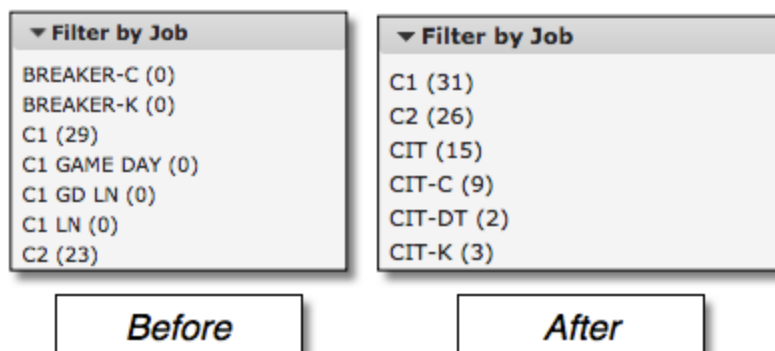 Filter by Job
BREAKER-C (0)
BREAKER-K (0)
C1 (29)
C1 GAME DAY (0)
C1 GD LN (0)
C1 LN (0)
C2 (23)
Before
Filter by Job
C1 (31)
C2 (26)
CIT (15)
CIT-C (9)
CIT-DT (2)
CIT-K (3)
After